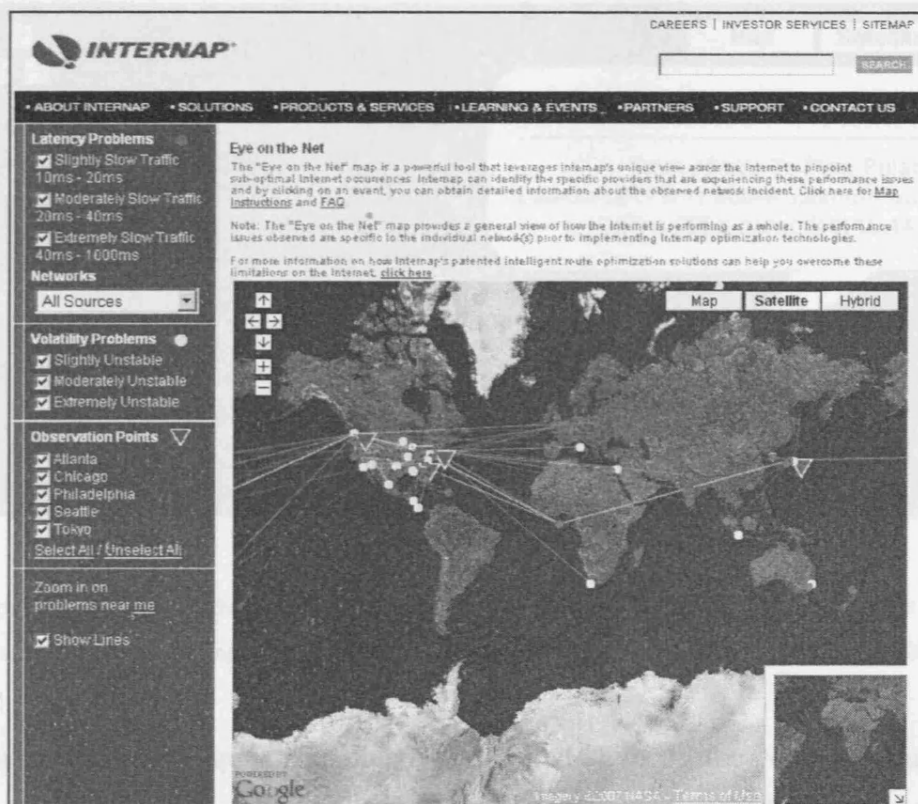 CAREERS | INVESTOR SERVICES | SITEMAP
INTERNAP
SEARCH
• ABOUT INTERNAP • SOLUTIONS • PRODUCTS & SERVICES • LEARNING & EVENTS • PARTNERS • SUPPORT • CONTACT US
Latency Problems
Slightly Slow Traffic
10ms - 20ms
Moderately Slow Traffic
20ms - 40ms
Extremely Slow Traffic
40ms - 1000ms
Networks
All Sources
Volatility Problems
Slightly Unstable
Moderately Unstable
Extremely Unstable
Observation Points
Atlanta
Chicago
Philadelphia
Seattle
Tokyo
Select All / Unselect All
Zoom in on
problems near me
Show Lines
Eye on the Net
The "Eye on the Net" map is a powerful tool that leverages Internap's unique view across the Internet to pinpoint
sub-optimal Internet occurences. Internap can identify the specific providers that are experiencing these performance issues
and by clicking on an event, you can obtain detailed information about the observed network incident. Click here for Map
Instructions and FAQ
Note: The "Eye on the Net" map provides a general view of how the Internet is performing as a whole. The performance
issues observed are specific to the individual network(s) prior to implementing Internap optimization technologies.
For more information on how Internap's patented intelligent route optimization solutions can help you overcome these
limitations on the Internet, click here
Map Satellite Hybrid
POWERED BY
Google
Imagery ©2007 NASA - Terms of Use